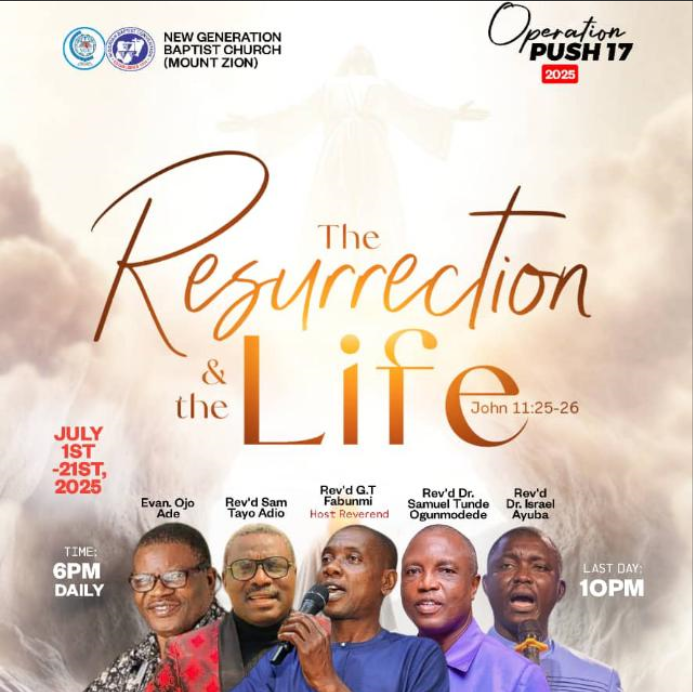 NEW GENERATION
BAPTIST CHURCH
(MOUNT ZION)
Operation
PUSH 17
2025
The
Resurrection
&
the Life
John 11:25-26
JULY
1ST
-21ST,
2025
Evan. Ojo
Ade
Rev'd Sam
Tayo Adio
Rev'd G.T
Fabunmi
Host Reverend
Rev'd Dr.
Samuel Tunde
Ogunmodede
Rev'd
Dr. Israel
Ayuba
TIME:
6PM
DAILY
LAST DAY:
10PM